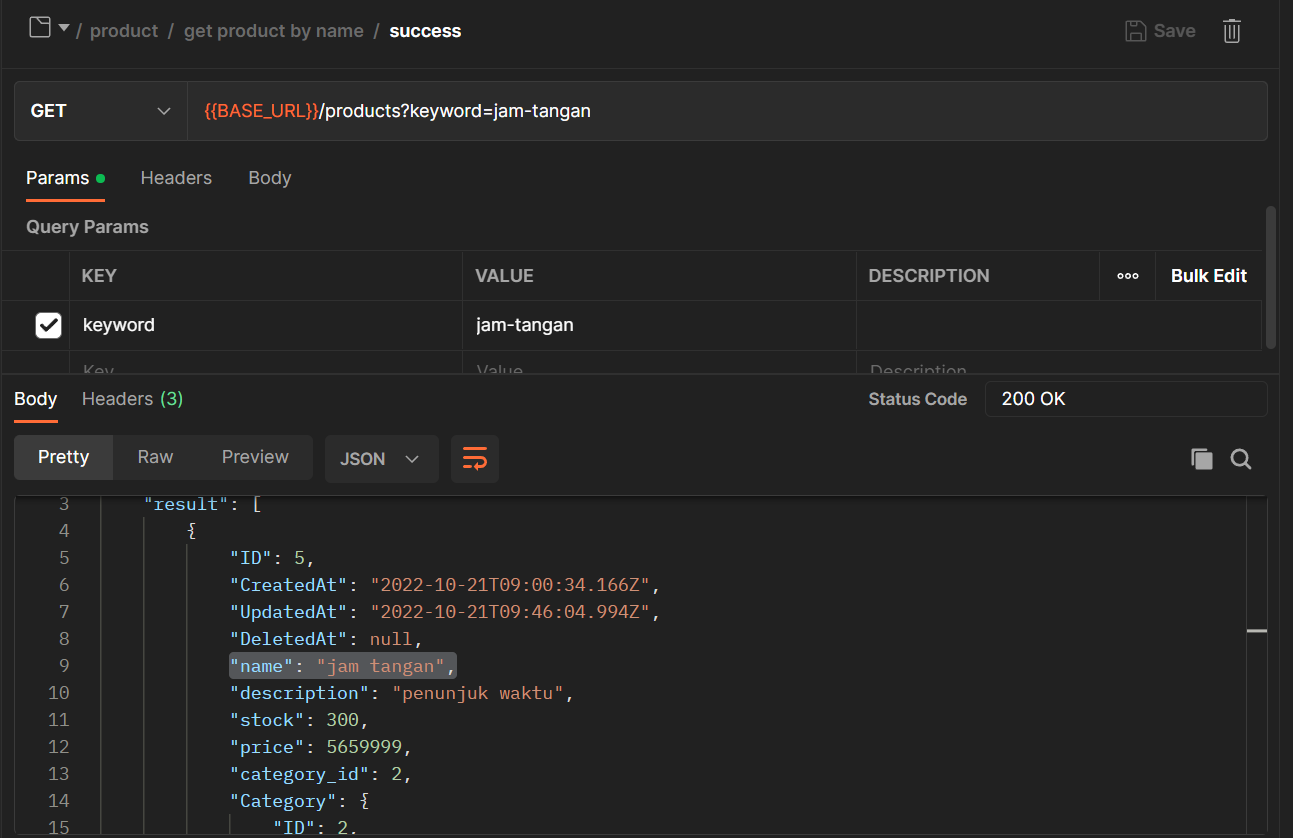 / product / get product by name / success
Save
GET
{{BASE_URL}}/products?keyword=jam-tangan
Params Headers Body
Query Params
KEY VALUE DESCRIPTION ooo Bulk Edit
keyword jam-tangan
Key Value Description
Body Headers (3) Status Code 200 OK
Pretty Raw Preview JSON
3 "result": [
4 {
5 "ID": 5,
6 "CreatedAt": "2022-10-21T09:00:34.166Z",
7 "UpdatedAt": "2022-10-21T09:46:04.994Z",
8 "DeletedAt": null,
9 "name": "jam tangan",
10 "description": "penunjuk waktu",
11 "stock": 300,
12 "price": 5659999,
13 "category_id": 2,
14 "Category": {
15 "ID": 2,